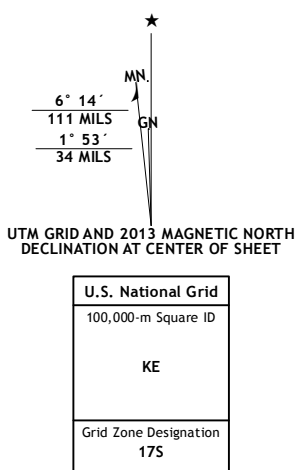 ★
MN.
6° 14´
111 MILS
GN
1° 53´
34 MILS
UTM GRID AND 2013 MAGNETIC NORTH
DECLINATION AT CENTER OF SHEET
U.S. National Grid
100,000-m Square ID
KE
Grid Zone Designation
17S